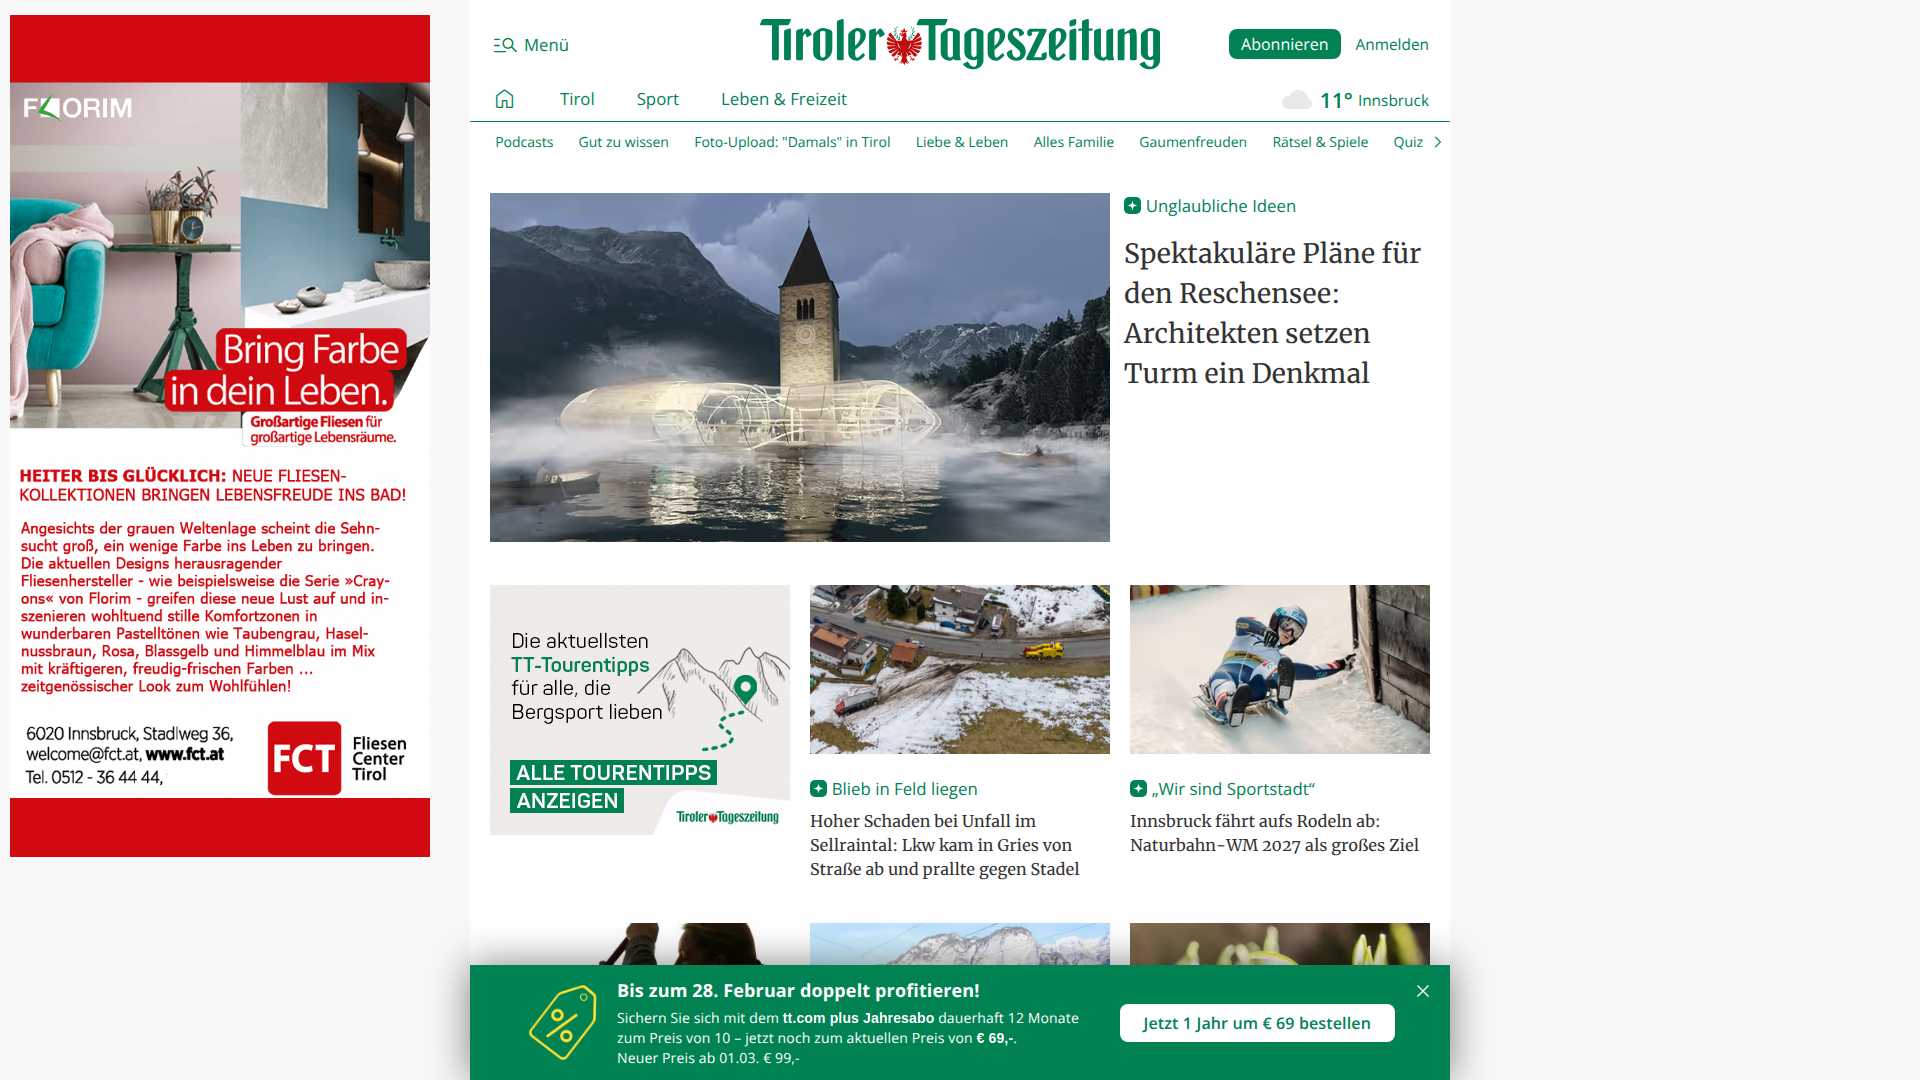 FLORIM
Bring Farbe
in dein Leben.
Großartige Fliesen für
großartige Lebensräume.
HEITER BIS GLÜCKLICH: NEUE FLIESEN-
KOLLEKTIONEN BRINGEN LEBENSFREUDE INS BAD!
Angesichts der grauen Weltenlage scheint die Sehn-
sucht groß, ein wenige Farbe ins Leben zu bringen.
Die aktuellen Designs herausragender
Fliesenhersteller - wie beispielsweise die Serie »Cray-
ons« von Florim - greifen diese neue Lust auf und in-
szenieren wohltuend stille Komfortzonen in
wunderbaren Pastelltönen wie Taubengrau, Hasel-
nussbraun, Rosa, Blassgelb und Himmelblau im Mix
mit kräftigeren, freudig-frischen Farben ...
zeitgenössischer Look zum Wohlfühlen!
6020 Innsbruck, Stadlweg 36,
welcome@fct.at, www.fct.at
Tel. 0512 - 36 44 44,
FCT
Fliesen
Center
Tirol
Menü
Tiroler Tageszeitung
Abonnieren
Anmelden
Tirol
Sport
Leben & Freizeit
11° Innsbruck
Podcasts
Gut zu wissen
Foto-Upload: "Damals" in Tirol
Liebe & Leben
Alles Familie
Gaumenfreuden
Rätsel & Spiele
Quiz
Unglaubliche Ideen
Spektakuläre Pläne für
den Reschensee:
Architekten setzen
Turm ein Denkmal
Die aktuellsten
TT-Tourentipps
für alle, die
Bergsport lieben
ALLE TOURENTIPPS
ANZEIGEN
Tiroler Tageszeitung
Blieb in Feld liegen
Hoher Schaden bei Unfall im
Sellraintal: Lkw kam in Gries von
Straße ab und prallte gegen Stadel
„Wir sind Sportstadt“
Innsbruck fährt aufs Rodeln ab:
Naturbahn-WM 2027 als großes Ziel
Bis zum 28. Februar doppelt profitieren!
Sichern Sie sich mit dem tt.com plus Jahresabo dauerhaft 12 Monate
zum Preis von 10 – jetzt noch zum aktuellen Preis von € 69,-.
Neuer Preis ab 01.03. € 99,-
Jetzt 1 Jahr um € 69 bestellen